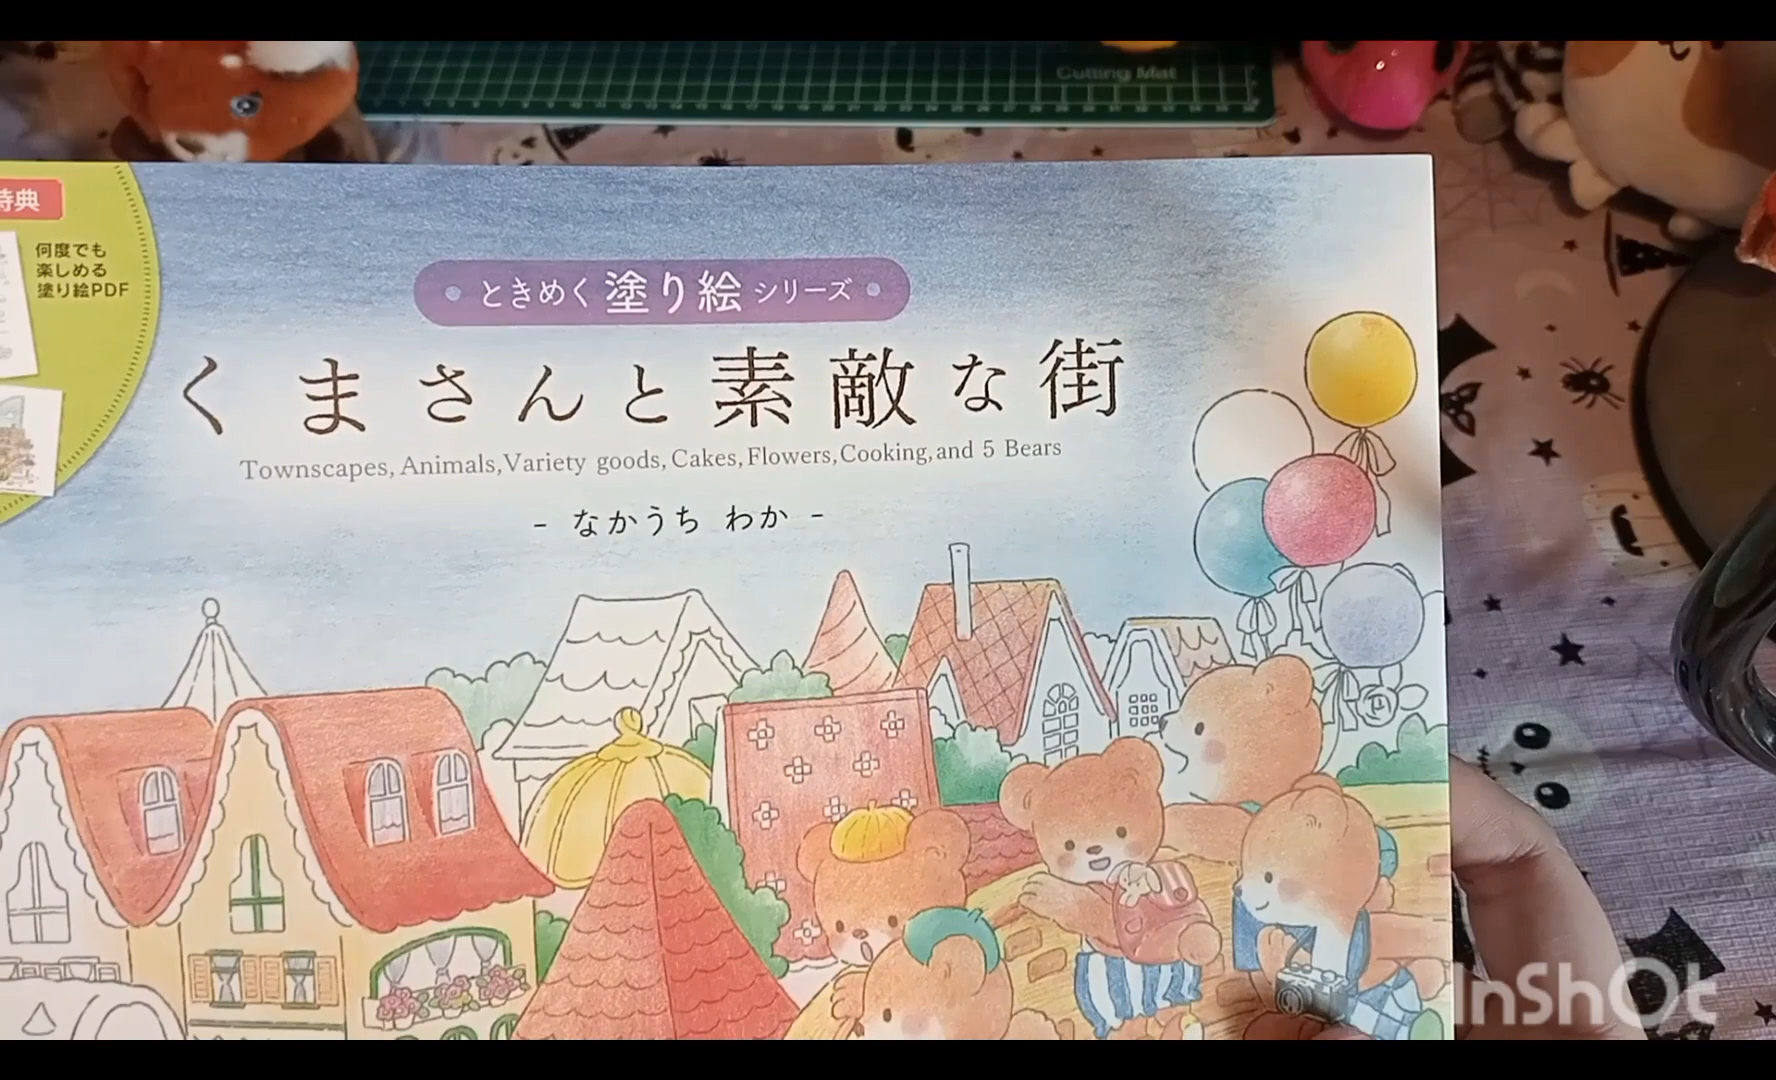 Cutting Mat
特典
何度でも
楽しめる
塗り絵PDF
ときめく塗り絵シリーズ
くまさんと素敵な街
Townscapes, Animals, Variety goods, Cakes, Flowers, Cooking, and 5 Bears
- なかうち わか -
InShOt